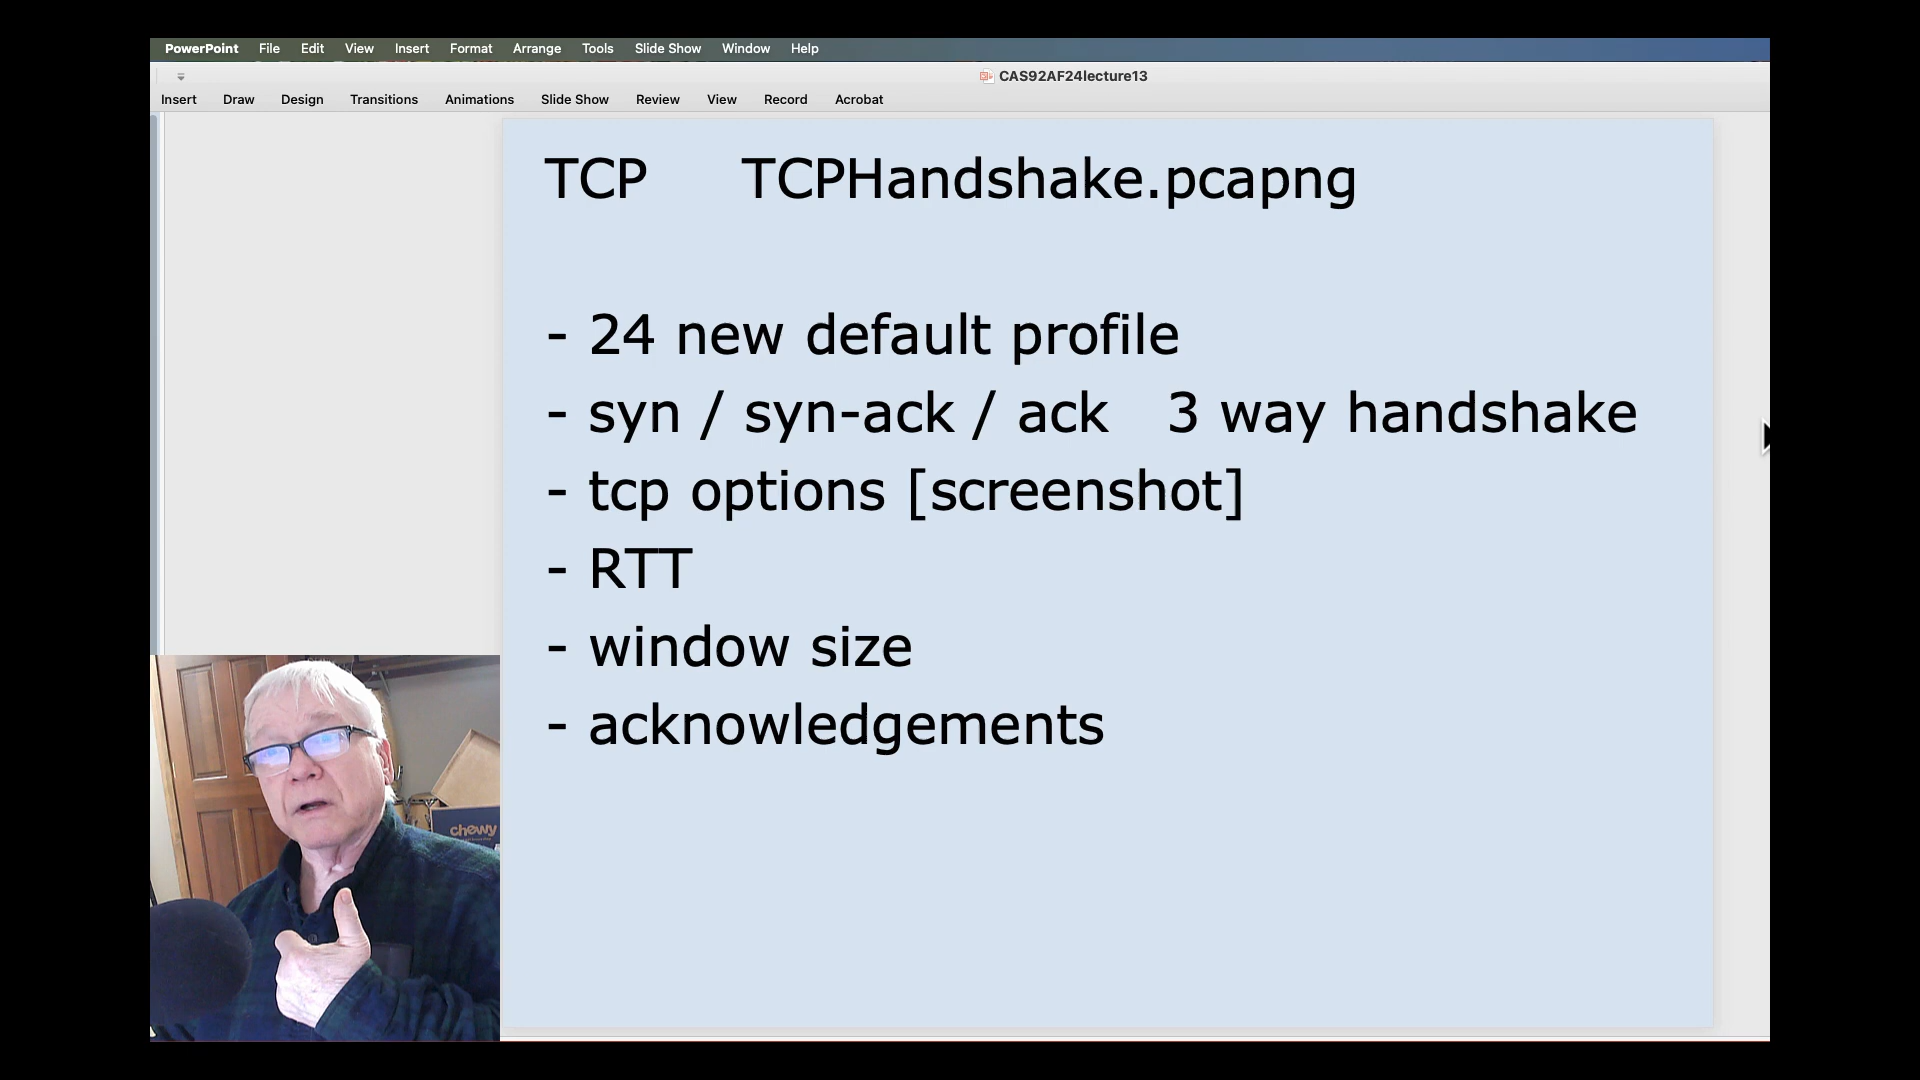 PowerPoint File Edit View Insert Format Arrange Tools Slide Show Window Help
CAS92AF24lecture13
Insert Draw Design Transitions Animations Slide Show Review View Record Acrobat
TCP TCPHandshake.pcapng
- 24 new default profile
- syn / syn-ack / ack 3 way handshake
- tcp options [screenshot]
- RTT
- window size
- acknowledgements
chewy